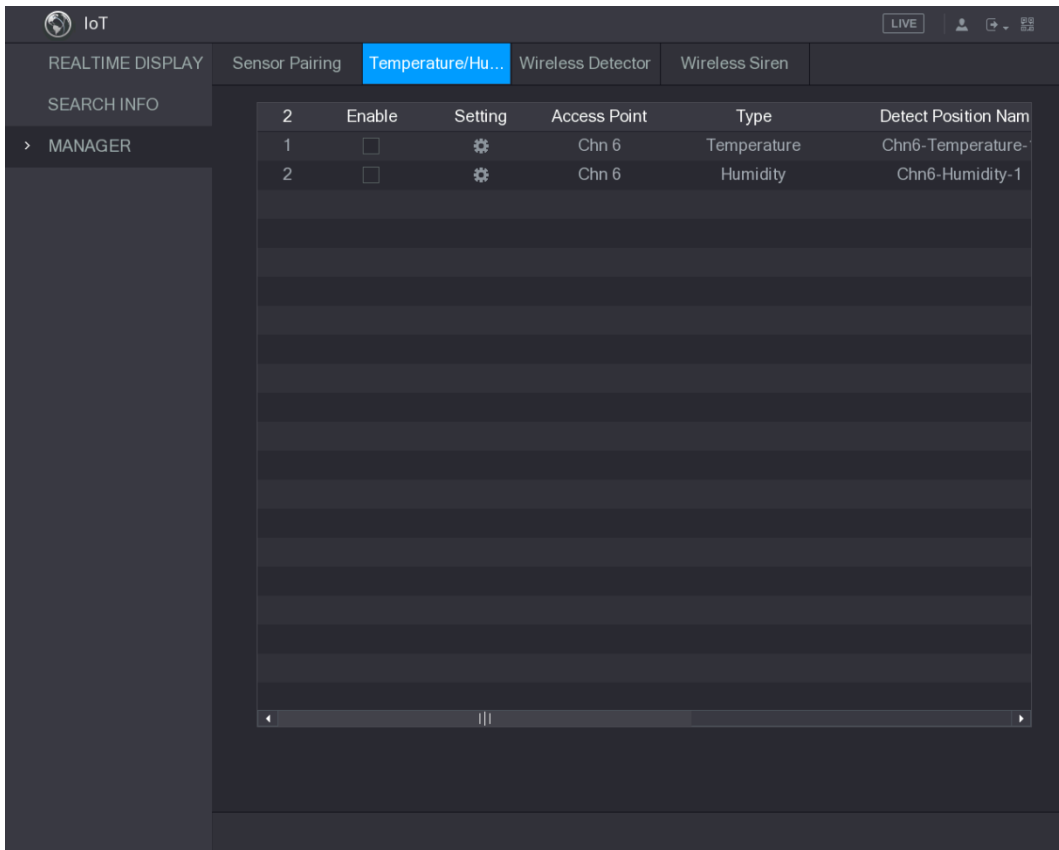 IoT
LIVE
REALTIME DISPLAY
SEARCH INFO
MANAGER
Sensor Pairing Temperature/Hu... Wireless Detector Wireless Siren
2 Enable Setting Access Point Type Detect Position Nam
1 Chn 6 Temperature Chn6-Temperature-1
2 Chn 6 Humidity Chn6-Humidity-1